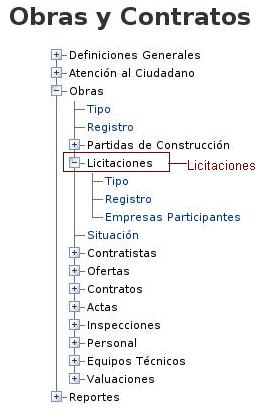 Obras y Contratos
Definiciones Generales
Atención al Ciudadano
Obras
Tipo
Registro
Partidas de Construcción
Licitaciones Licitaciones
Tipo
Registro
Empresas Participantes
Situación
Contratistas
Ofertas
Contratos
Actas
Inspecciones
Personal
Equipos Técnicos
Valuaciones
Reportes